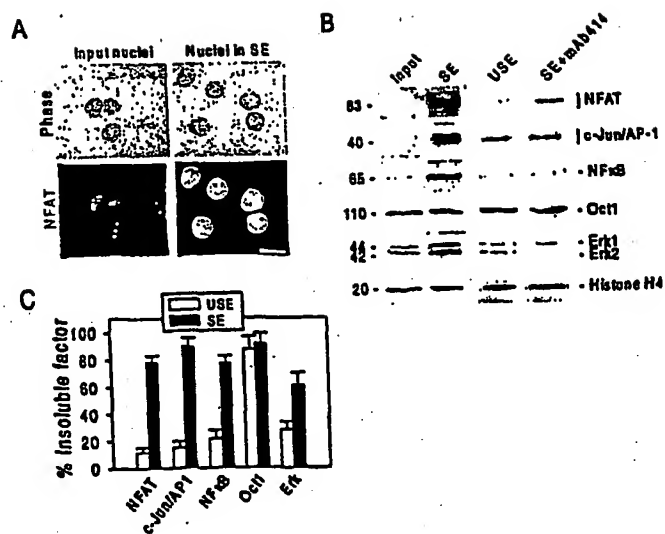 A
Input nuclei
Nuclei in SE
Phase
NFAT
B
Input
SE
USE
SE+mAb414
83
NFAT
40
c-Jun/AP-1
65
NFκB
110
Oct1
44
Erk1
42
Erk2
20
Histone H4
C
USE
SE
% Insoluble factor
100
80
60
40
20
0
NFAT
c-Jun/AP1
NFκB
Oct1
Erk